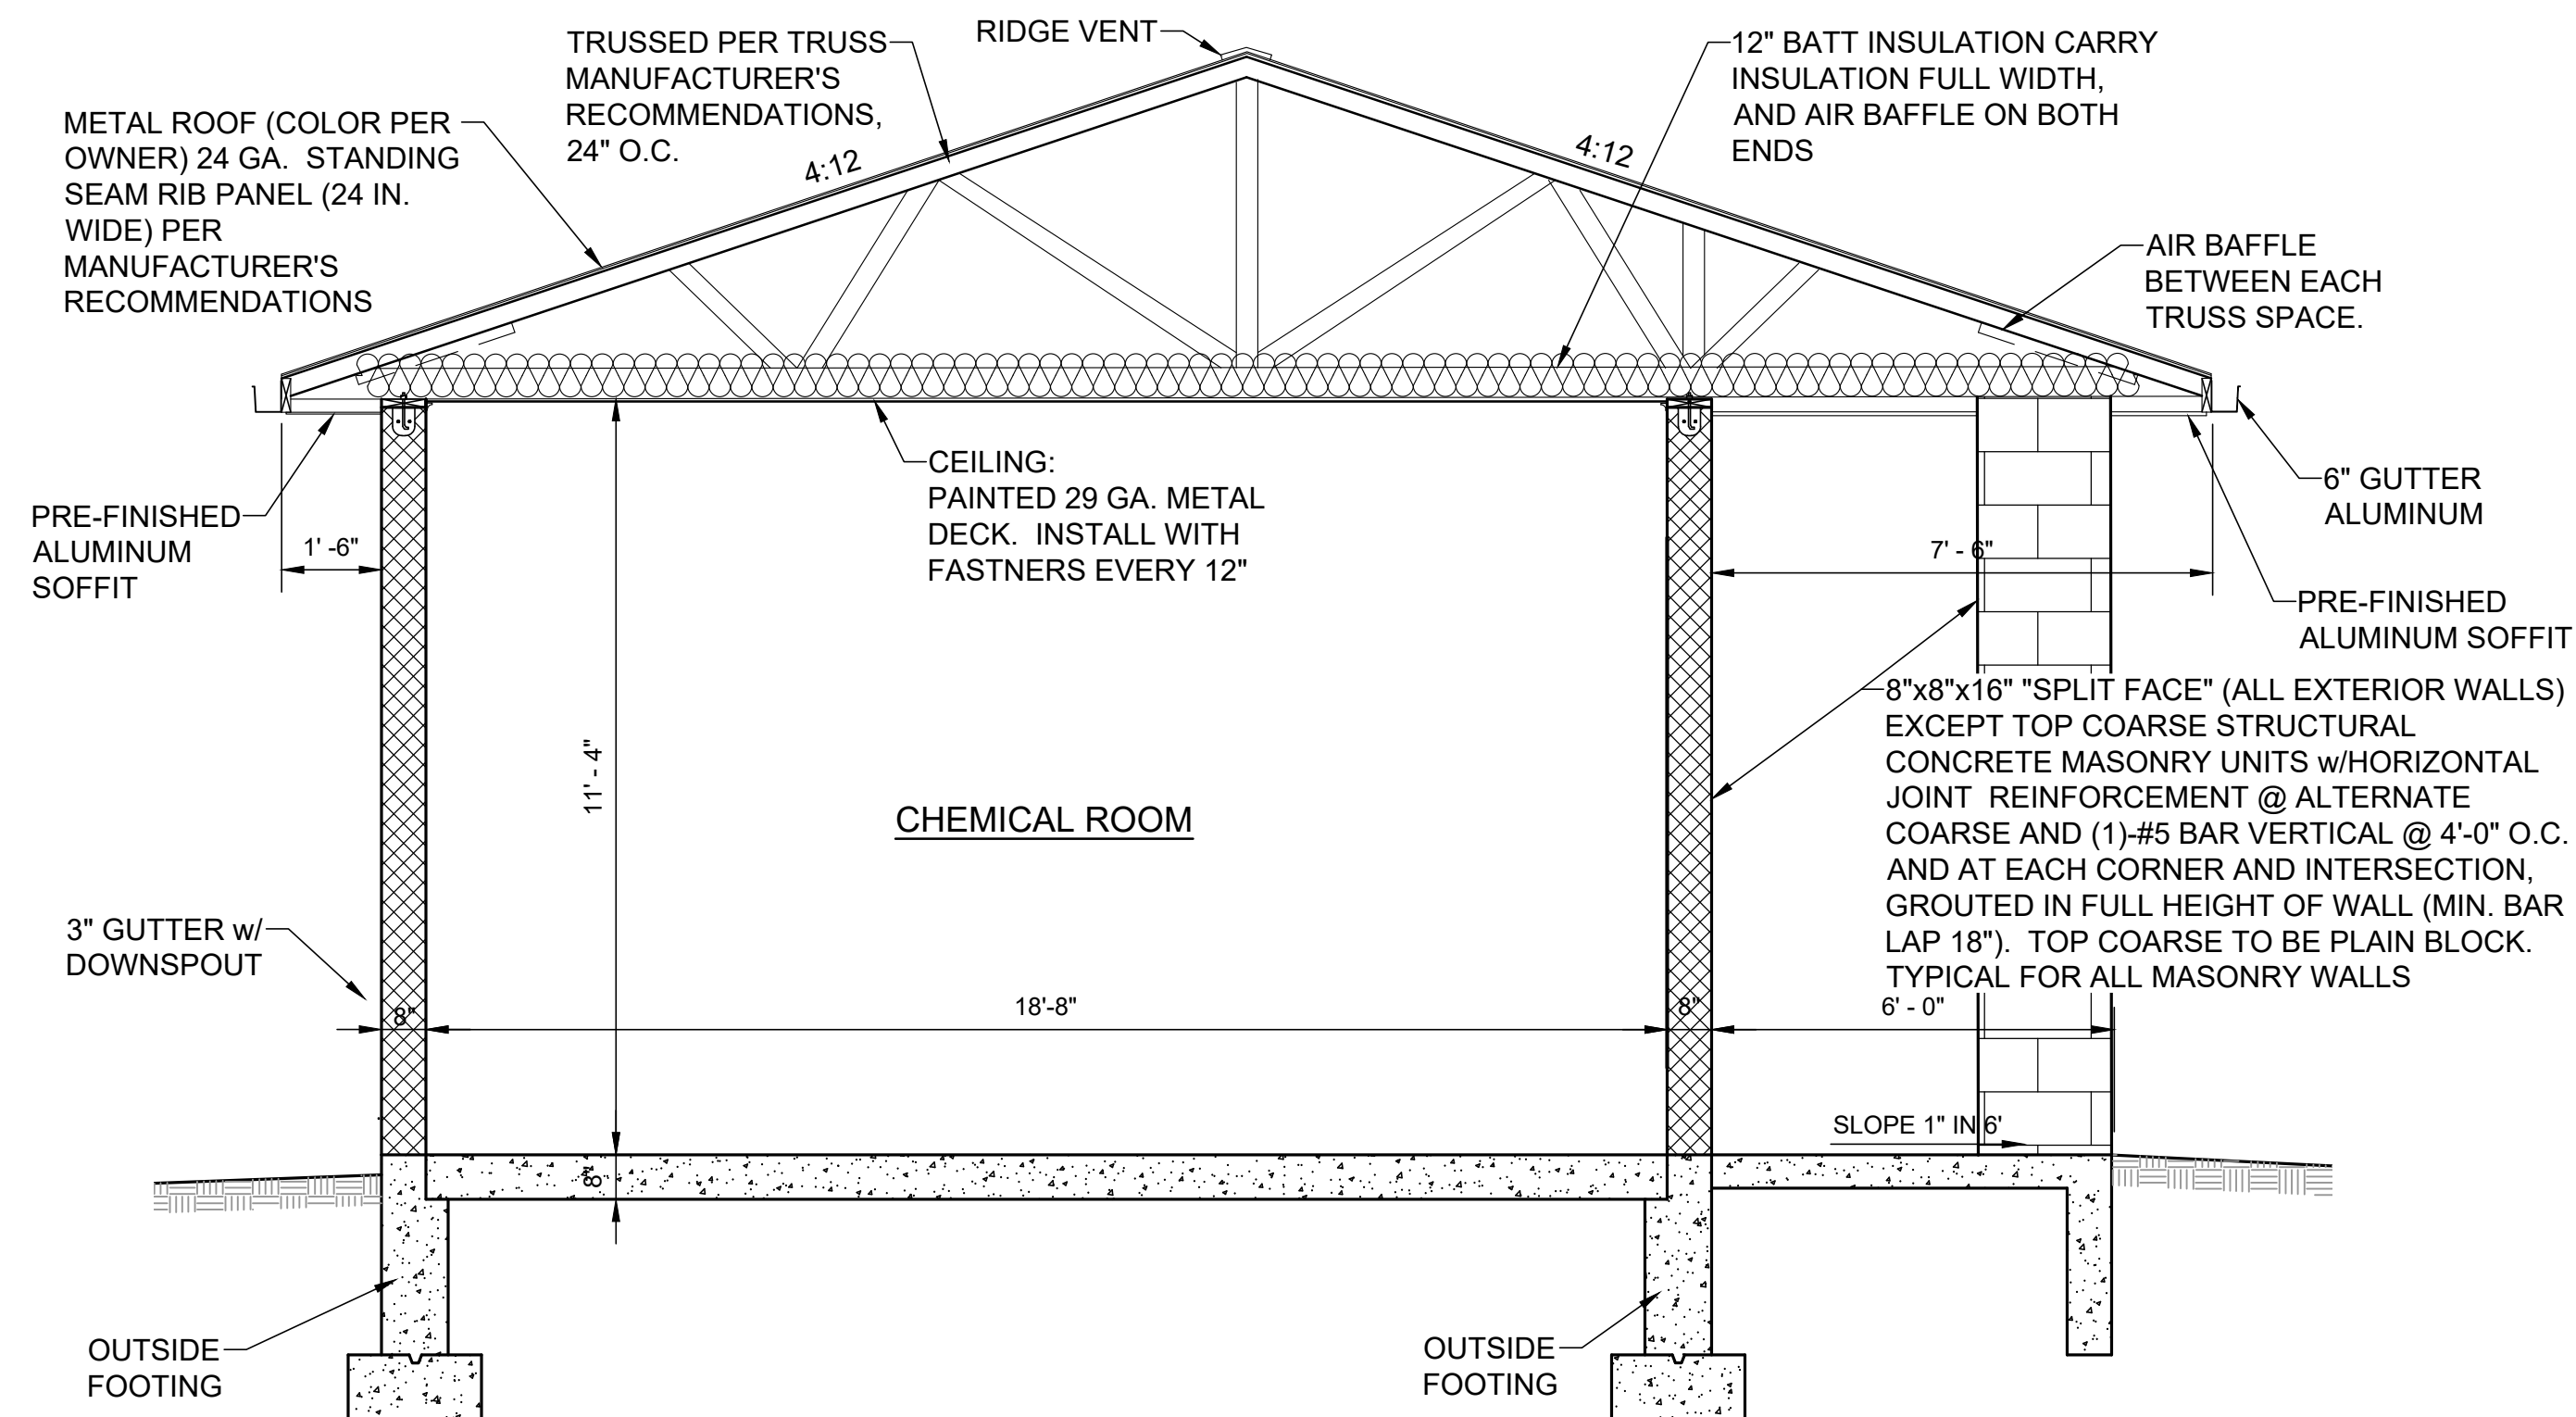 RIDGE VENT
TRUSSED PER TRUSS
MANUFACTURER'S
RECOMMENDATIONS,
24" O.C.
12" BATT INSULATION CARRY
INSULATION FULL WIDTH,
AND AIR BAFFLE ON BOTH
ENDS
METAL ROOF (COLOR PER
OWNER) 24 GA. STANDING
SEAM RIB PANEL (24 IN.
WIDE) PER
MANUFACTURER'S
RECOMMENDATIONS
4:12
4:12
AIR BAFFLE
BETWEEN EACH
TRUSS SPACE.
PRE-FINISHED
ALUMINUM
SOFFIT
1' -6"
CEILING:
PAINTED 29 GA. METAL
DECK. INSTALL WITH
FASTNERS EVERY 12"
6" GUTTER
ALUMINUM
7' - 6"
PRE-FINISHED
ALUMINUM SOFFIT
8"x8"x16" "SPLIT FACE" (ALL EXTERIOR WALLS)
EXCEPT TOP COARSE STRUCTURAL
CONCRETE MASONRY UNITS w/HORIZONTAL
JOINT REINFORCEMENT @ ALTERNATE
COARSE AND (1)-#5 BAR VERTICAL @ 4'-0" O.C.
AND AT EACH CORNER AND INTERSECTION,
GROUTED IN FULL HEIGHT OF WALL (MIN. BAR
LAP 18"). TOP COARSE TO BE PLAIN BLOCK.
TYPICAL FOR ALL MASONRY WALLS
11' - 4"
CHEMICAL ROOM
3" GUTTER w/
DOWNSPOUT
8"
18'-8"
8"
6' - 0"
SLOPE 1" IN 6'
8"
OUTSIDE
FOOTING
OUTSIDE
FOOTING